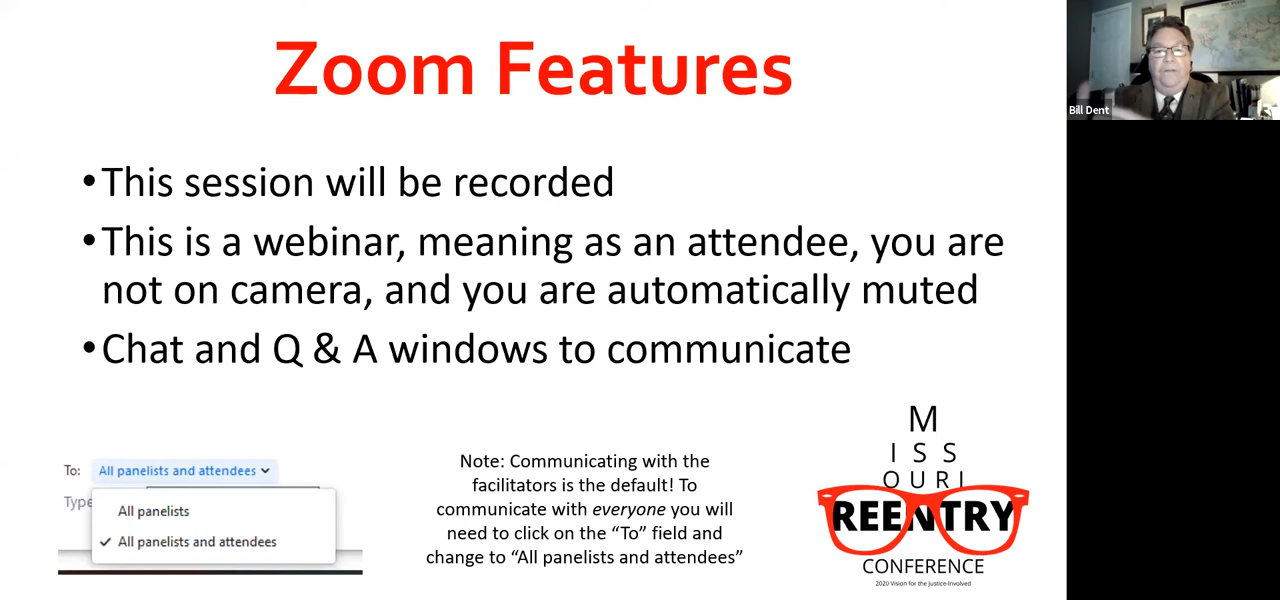 Zoom Features
•This session will be recorded
•This is a webinar, meaning as an attendee, you are
not on camera, and you are automatically muted
•Chat and Q & A windows to communicate
To: All panelists and attendees
Type
All panelists
All panelists and attendees
Note: Communicating with the
facilitators is the default! To
communicate with everyone you will
need to click on the “To” field and
change to “All panelists and attendees”
M
ISS
OURI
REENTRY
CONFERENCE
2020 Vision for the Justice-Involved
Bill Dent